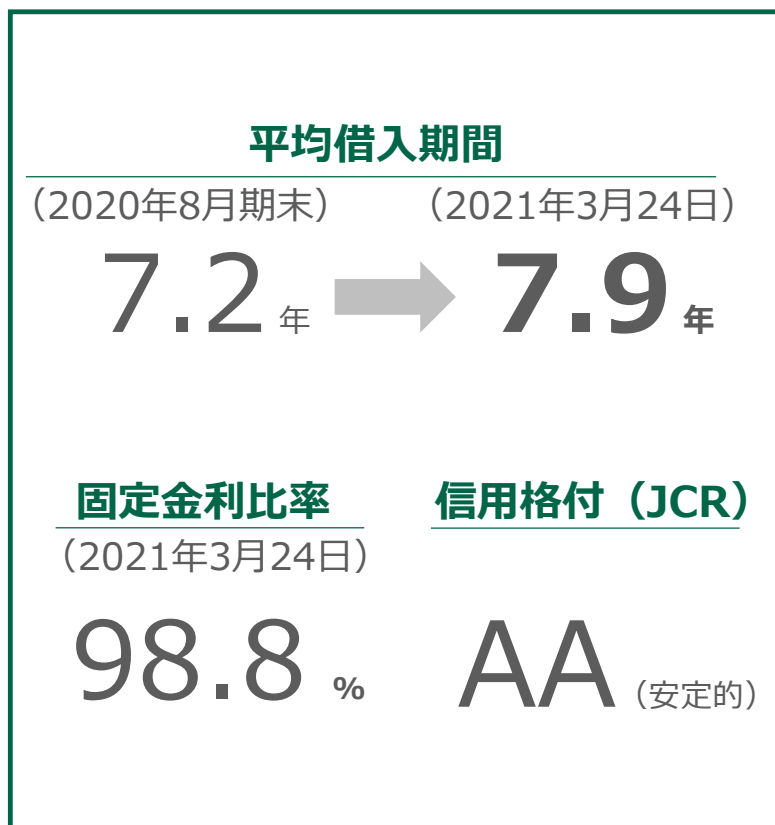 平均借入期間
（2020年8月期末） （2021年3月24日）
7.2 年 7.9 年
固定金利比率 信用格付（JCR）
（2021年3月24日）
98.8 % AA （安定的）